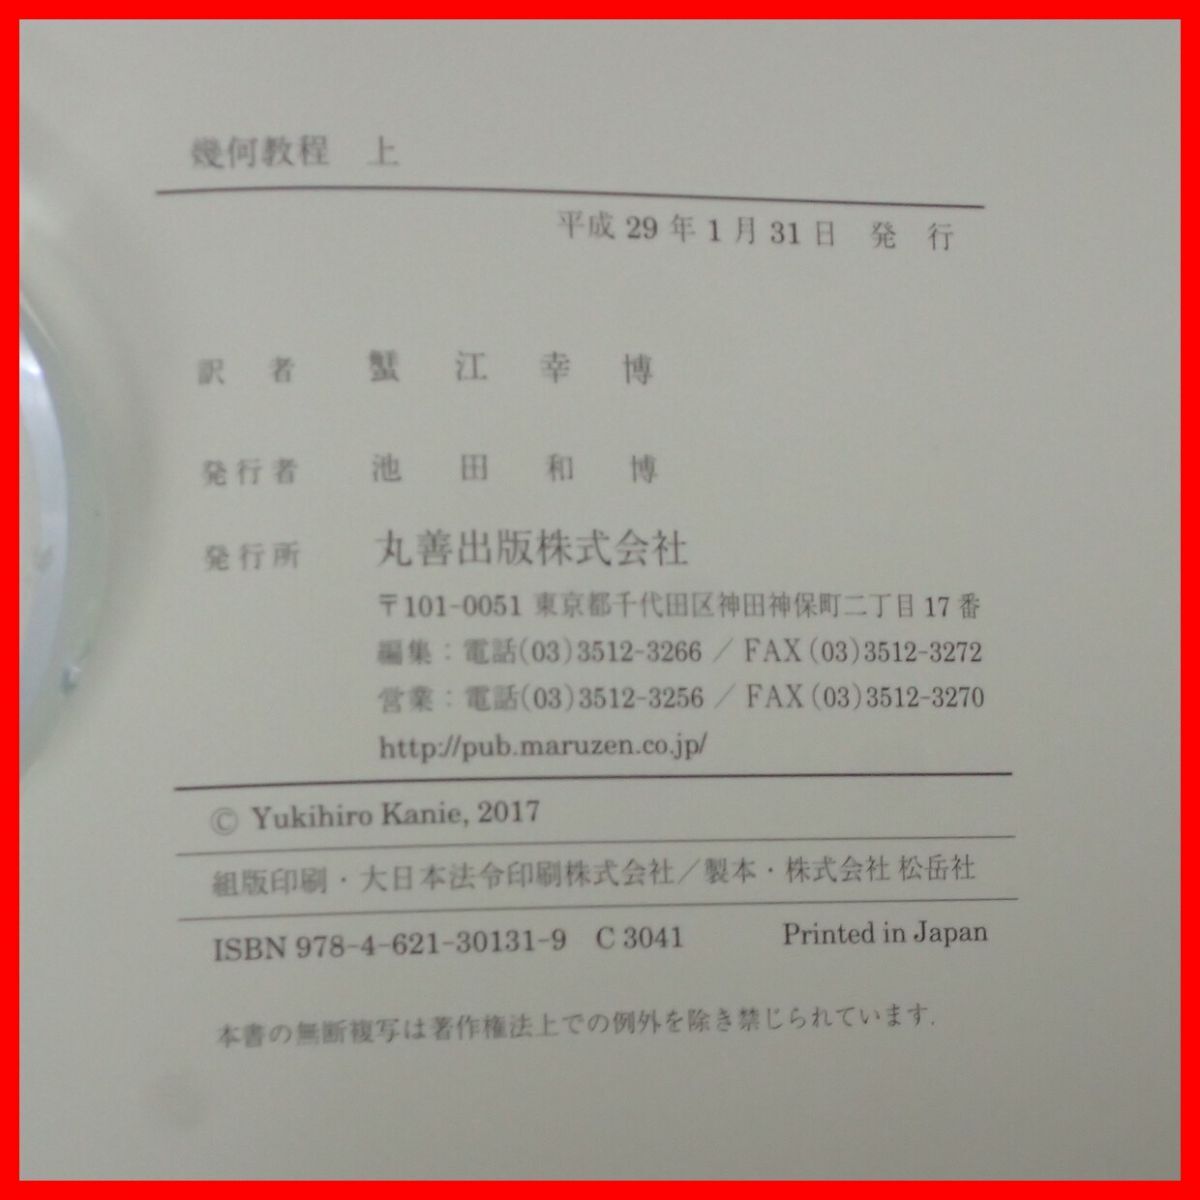 幾何教程 上
平成 29 年 1 月 31 日 発 行
訳 者 蟹 江 幸 博
発行者 池 田 和 博
発行所 丸善出版株式会社
〒101-0051 東京都千代田区神田神保町二丁目17番
編集：電話(03)3512-3266 ／ FAX(03)3512-3272
営業：電話(03)3512-3256 ／ FAX(03)3512-3270
http://pub.maruzen.co.jp/
© Yukihiro Kanie, 2017
組版印刷・大日本法令印刷株式会社／製本・株式会社 松岳社
ISBN 978-4-621-30131-9 C 3041 Printed in Japan
本書の無断複写は著作権法上での例外を除き禁じられています.